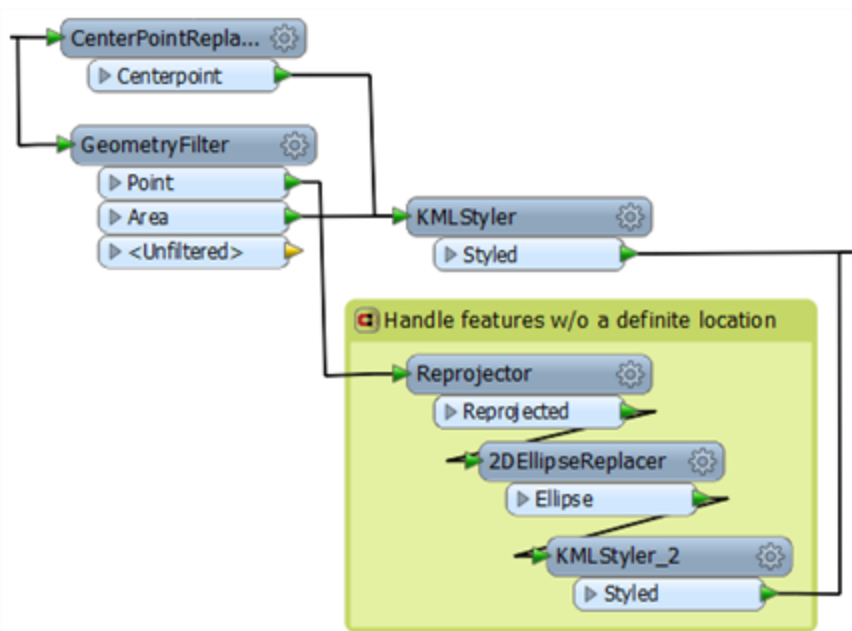 CenterPointRepla...
Centerpoint
GeometryFilter
Point
Area
<Unfiltered>
KMLStyler
Styled
Handle features w/o a definite location
Reprojector
Reprojected
2DEllipseReplacer
Ellipse
KMLStyler_2
Styled